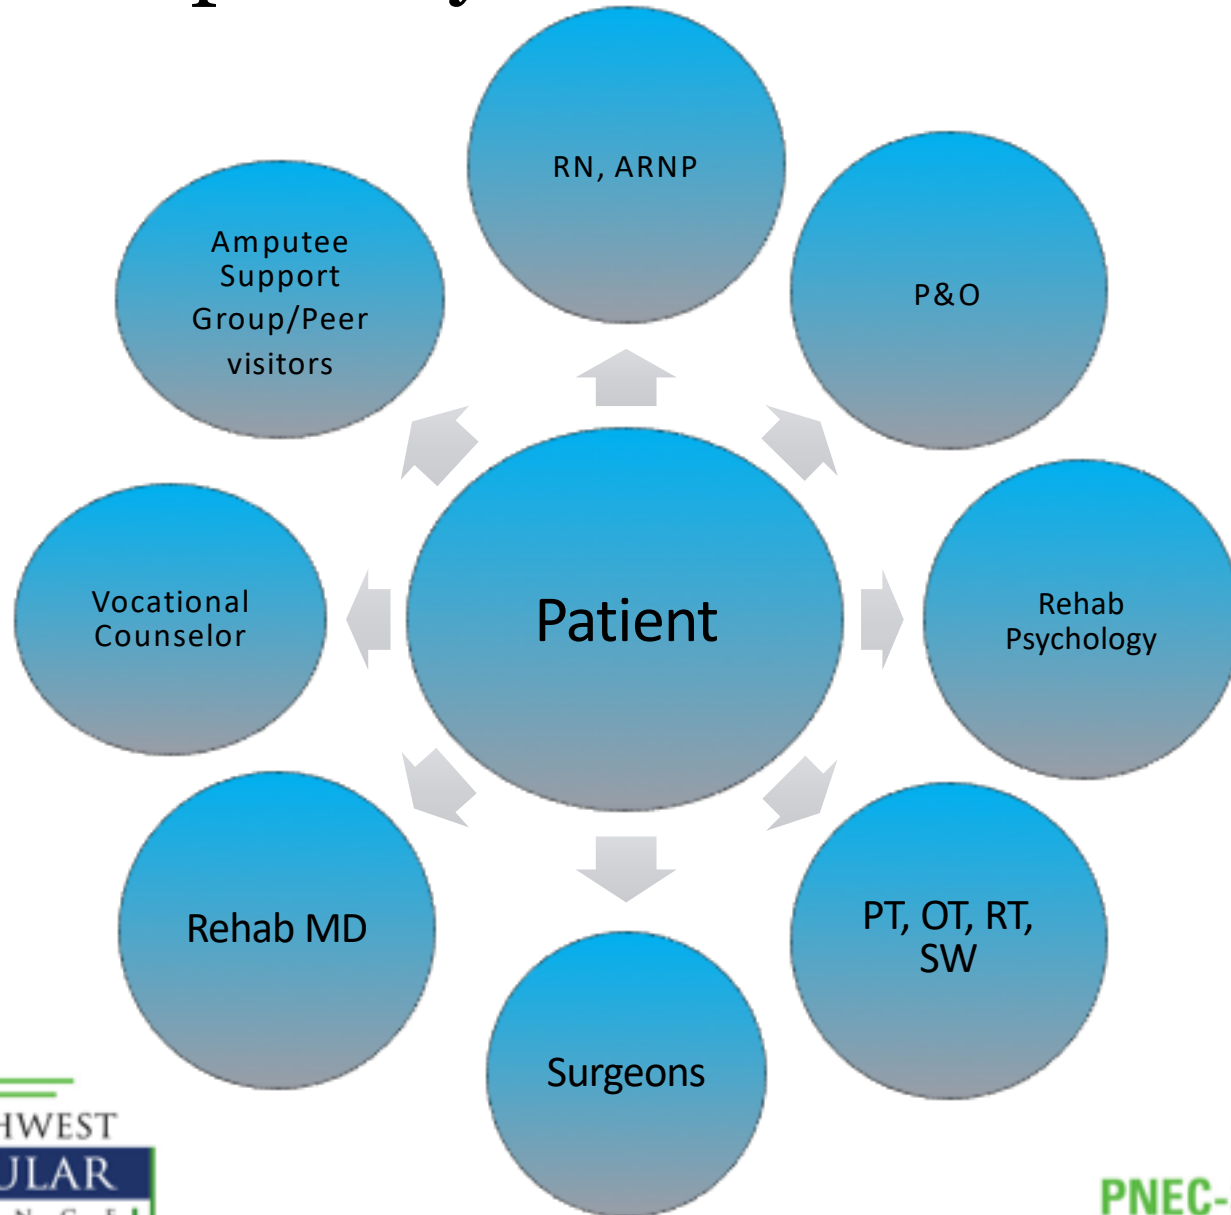 RN, ARNP
P&O
Amputee
Support
Group/Peer
visitors
Patient
Rehab
Psychology
Vocational
Counselor
PT, OT, RT,
SW
Rehab MD
Surgeons
HWEST
ULAR
PNEC-